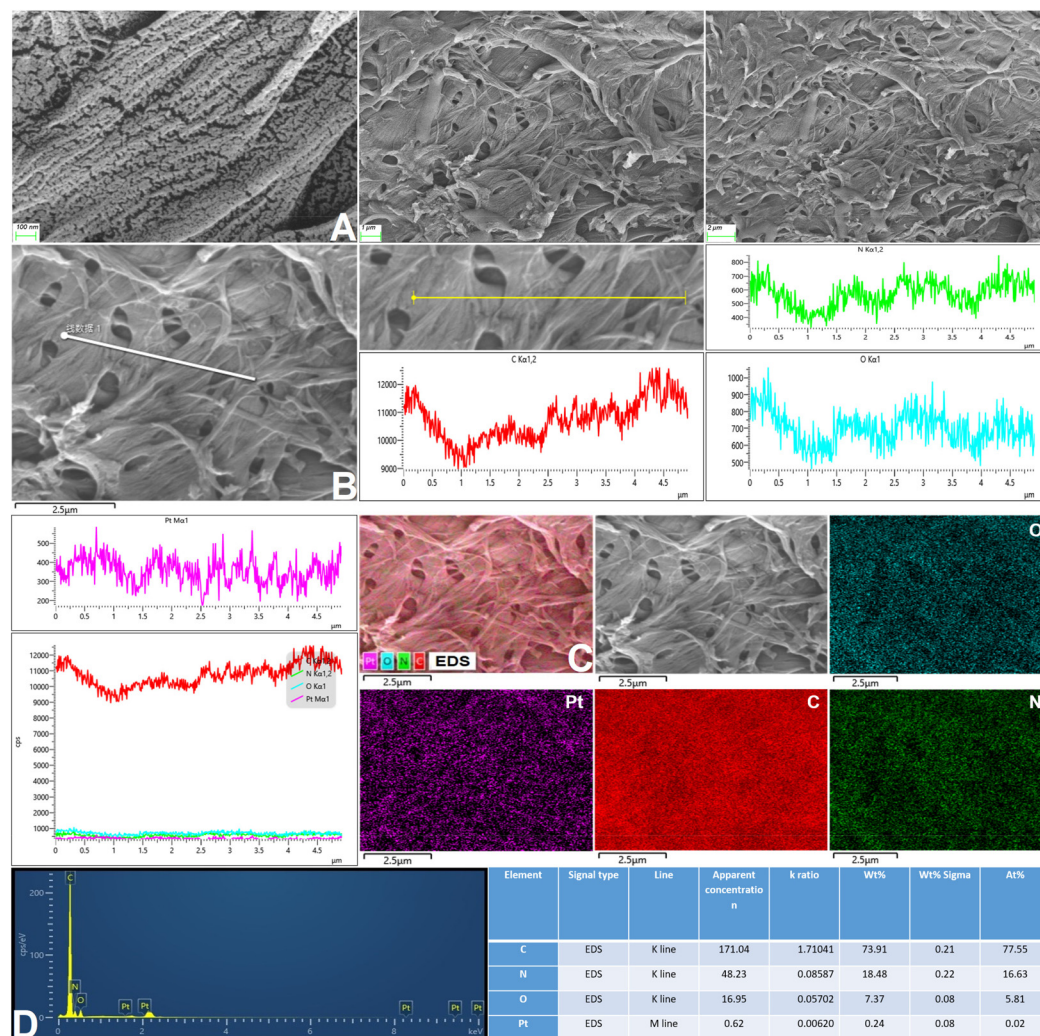 A
100 nm
1 μm
2 μm
线数据 1
B
2.5μm
N Kα1,2
800
700
600
500
400
0 0.5 1 1.5 2 2.5 3 3.5 4 4.5
μm
C Kα1,2
12000
11000
10000
9000
0 0.5 1 1.5 2 2.5 3 3.5 4 4.5
μm
O Kα1
1000
900
800
700
600
500
0 0.5 1 1.5 2 2.5 3 3.5 4 4.5
μm
Pt Mα1
500
400
300
200
0 0.5 1 1.5 2 2.5 3 3.5 4 4.5
μm
12000
11000
10000
9000
8000
7000
6000
5000
4000
3000
2000
1000
cps
N Kα1,2
O Kα1
Pt Mα1
0 0.5 1 1.5 2 2.5 3 3.5 4 4.5
μm
Pt O N C EDS
C
2.5μm
2.5μm
O
2.5μm
Pt
2.5μm
C
2.5μm
N
2.5μm
D
cps/eV
200
100
0
C
N
O
Pt Pt Pt Pt Pt
0 2 4 6 8 keV
Element Signal type Line Apparent concentratio n k ratio Wt% Wt% Sigma At%
C EDS K line 171.04 1.71041 73.91 0.21 77.55
N EDS K line 48.23 0.08587 18.48 0.22 16.63
O EDS K line 16.95 0.05702 7.37 0.08 5.81
Pt EDS M line 0.62 0.00620 0.24 0.08 0.02